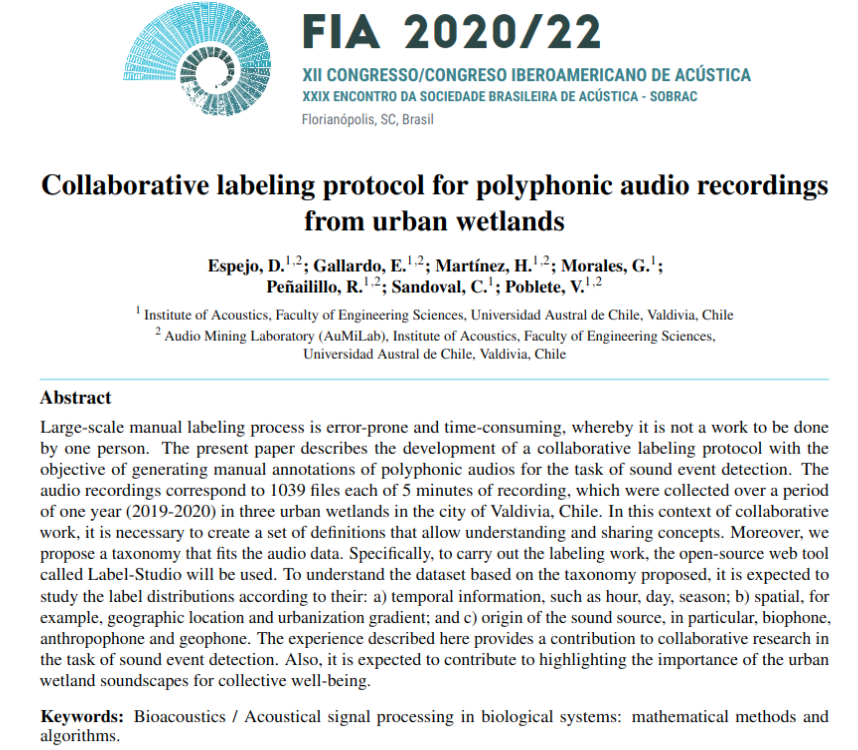 FIA 2020/22
XII CONGRESSO/CONGRESO IBEROAMERICANO DE ACÚSTICA
XXIX ENCONTRO DA SOCIEDADE BRASILEIRA DE ACÚSTICA - SOBRAC
Florianópolis, SC, Brasil
Collaborative labeling protocol for polyphonic audio recordings
from urban wetlands
Espejo, D.1,2; Gallardo, E.1,2; Martínez, H.1,2; Morales, G.1;
Peñailillo, R.1,2; Sandoval, C.1; Poblete, V.1,2
1 Institute of Acoustics, Faculty of Engineering Sciences, Universidad Austral de Chile, Valdivia, Chile
2 Audio Mining Laboratory (AuMiLab), Institute of Acoustics, Faculty of Engineering Sciences,
Universidad Austral de Chile, Valdivia, Chile
Abstract
Large-scale manual labeling process is error-prone and time-consuming, whereby it is not a work to be done
by one person. The present paper describes the development of a collaborative labeling protocol with the
objective of generating manual annotations of polyphonic audios for the task of sound event detection. The
audio recordings correspond to 1039 files each of 5 minutes of recording, which were collected over a period
of one year (2019-2020) in three urban wetlands in the city of Valdivia, Chile. In this context of collaborative
work, it is necessary to create a set of definitions that allow understanding and sharing concepts. Moreover, we
propose a taxonomy that fits the audio data. Specifically, to carry out the labeling work, the open-source web tool
called Label-Studio will be used. To understand the dataset based on the taxonomy proposed, it is expected to
study the label distributions according to their: a) temporal information, such as hour, day, season; b) spatial, for
example, geographic location and urbanization gradient; and c) origin of the sound source, in particular, biophone,
anthropophone and geophone. The experience described here provides a contribution to collaborative research in
the task of sound event detection. Also, it is expected to contribute to highlighting the importance of the urban
wetland soundscapes for collective well-being.
Keywords: Bioacoustics / Acoustical signal processing in biological systems: mathematical methods and
algorithms.